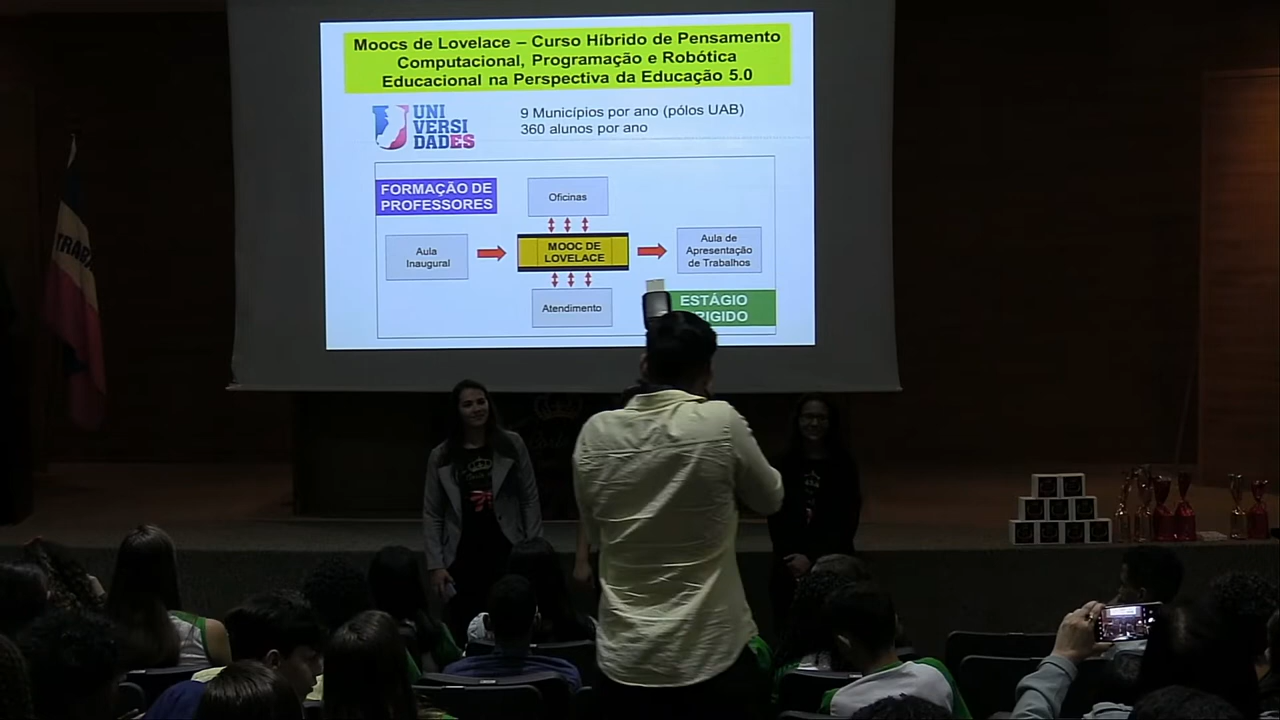 Moocs de Lovelace – Curso Híbrido de Pensamento
Computacional, Programação e Robótica
Educacional na Perspectiva da Educação 5.0
UNI
VERSI
DADES
9 Municípios por ano (pólos UAB)
360 alunos por ano
FORMAÇÃO DE
PROFESSORES
Oficinas
Aula
Inaugural
MOOC DE
LOVELACE
Aula de
Apresentação
de Trabalhos
Atendimento
ESTÁGIO
RIGIDO
TRABA